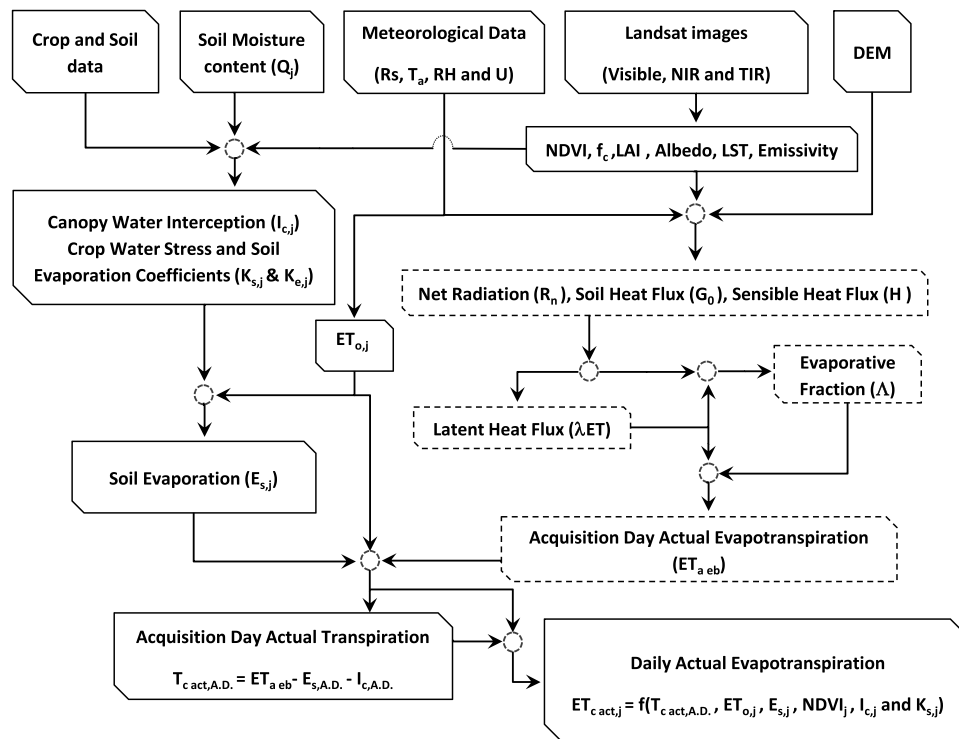 Crop and Soil
data
Soil Moisture
content (Qj)
Meteorological Data
(Rs, Ta, RH and U)
Landsat images
(Visible, NIR and TIR)
DEM
NDVI, fc ,LAI , Albedo, LST, Emissivity
Canopy Water Interception (Ic,j)
Crop Water Stress and Soil
Evaporation Coefficients (Ks,j & Ke,j)
Net Radiation (Rn), Soil Heat Flux (G0), Sensible Heat Flux (H )
ETo,j
Evaporative
Fraction (Λ)
Latent Heat Flux (λET)
Soil Evaporation (Es,j)
Acquisition Day Actual Evapotranspiration
(ETa eb)
Acquisition Day Actual Transpiration
Tc act,A.D. = ETa eb- Es,A.D. - Ic,A.D.
Daily Actual Evapotranspiration
ETc act,j = f(Tc act,A.D. , ETo,j , Es,j , NDVIj , Ic,j and Ks,j)